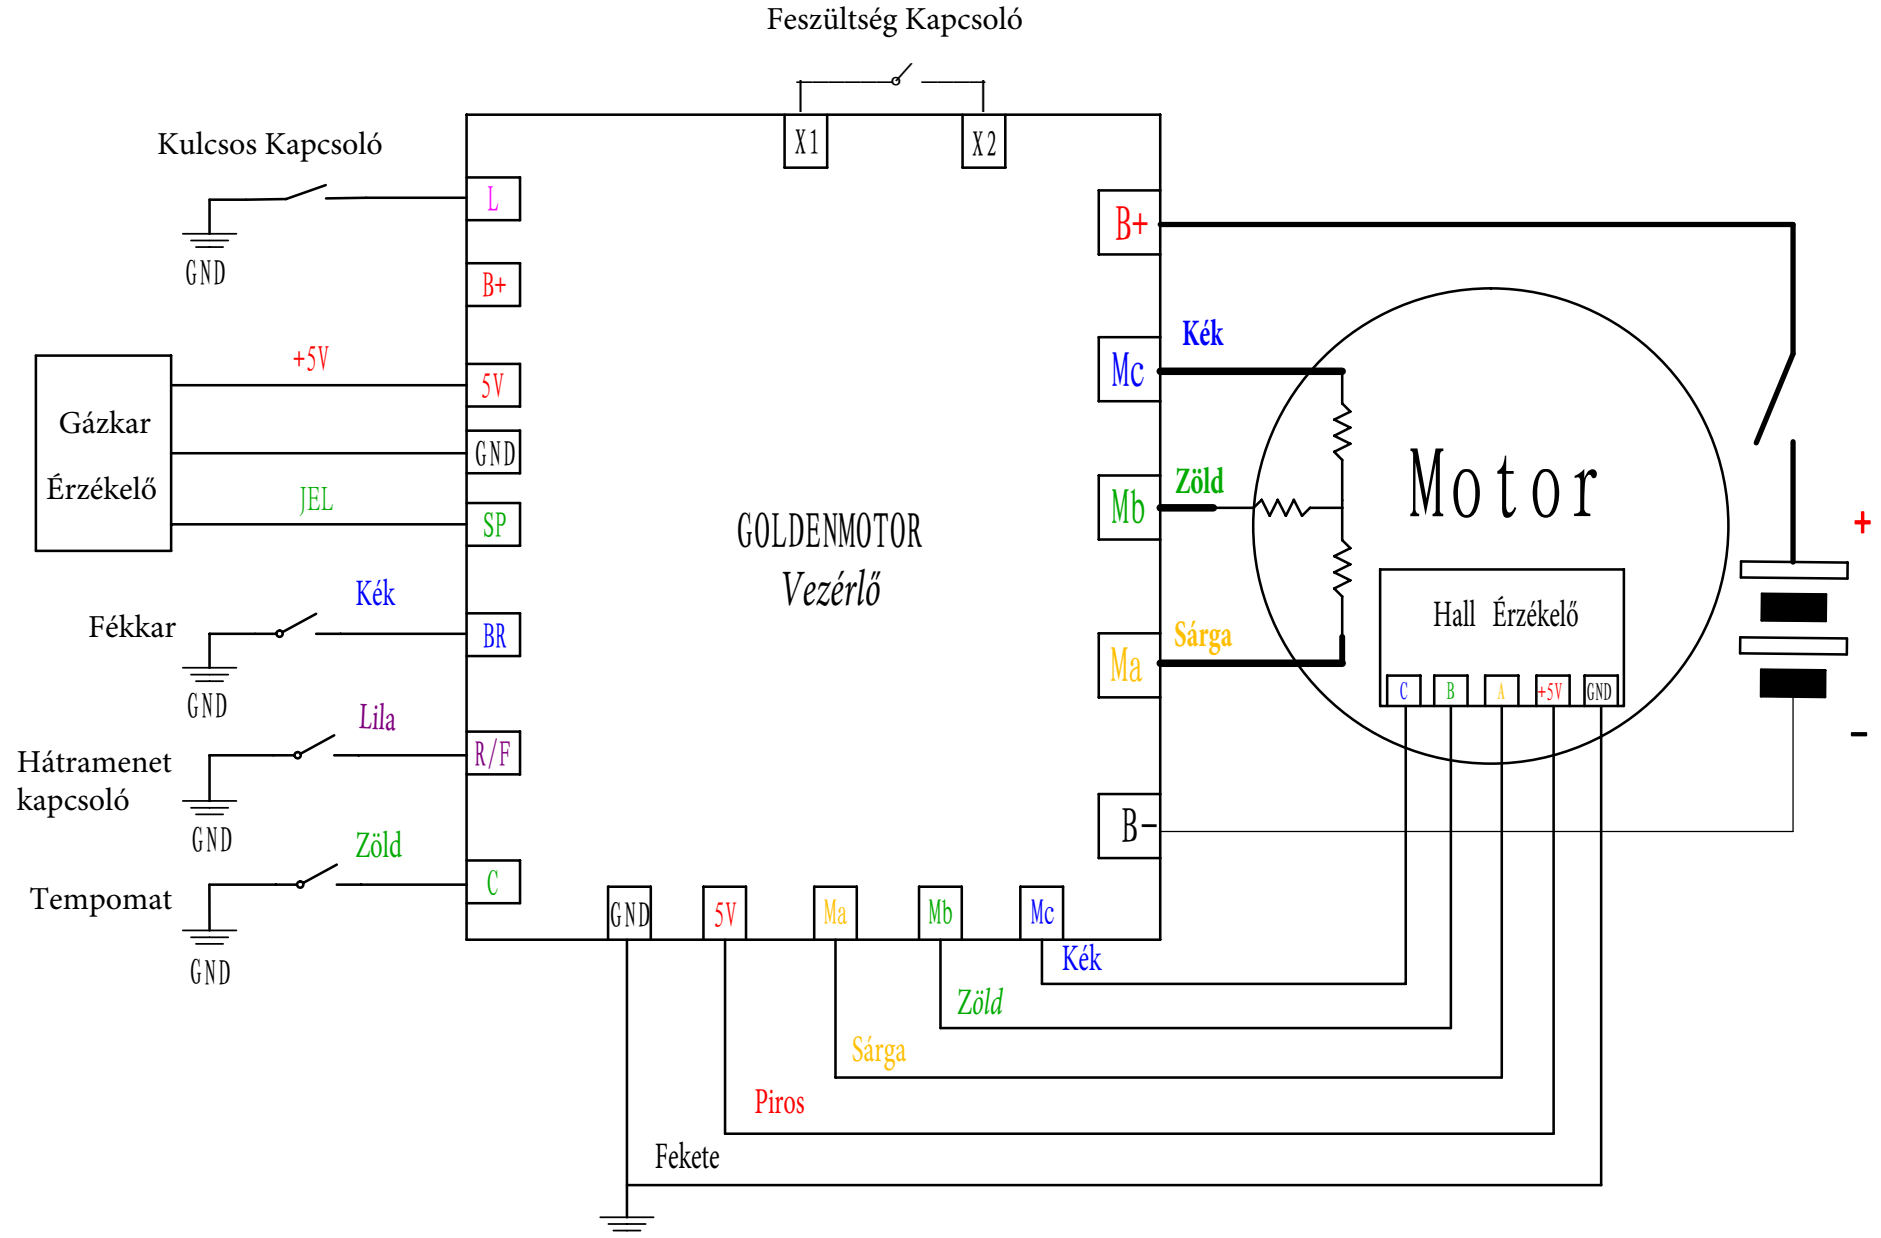 Feszültség Kapcsoló
X1
X2
Kulcsos Kapcsoló
L
GND
B+
B+
+5V
5V
Gázkar
Érzékelő
GND
JEL
SP
Kék
Mc
Zöld
Mb
Sárga
Ma
Motor
+
GOLDENMOTOR
Vezérlő
Kék
Fékkar
BR
GND
Hall Érzékelő
C
B
A
+5V
GND
-
Lila
Hátramenet
kapcsoló
R/F
GND
B-
Zöld
Tempomat
C
GND
GND
5V
Ma
Mb
Mc
Kék
Zöld
Sárga
Piros
Fekete